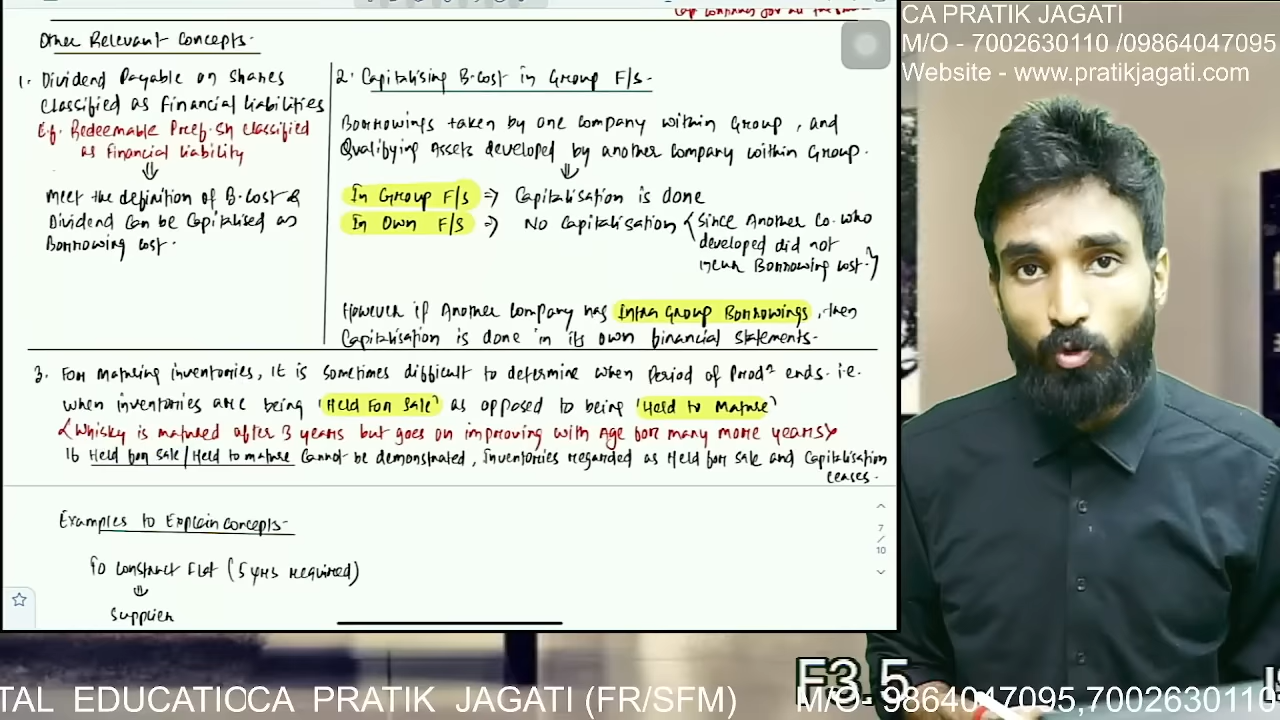 CA PRATIK JAGATI
M/O - 7002630110 /09864047095
Website - www.pratikjagati.com
Other Relevant Concepts-
1. Dividend Payable on Shares
Classified as Financial Liabilities
E.g. Redeemable Pref. Sh classified
as Financial Liability
Meet the definition of B.Cost &
Dividend Can be Capitalised as
Borrowing Cost.
2. Capitalising B.Cost in Group F/S-
Borrowings taken by one Company within Group, and
Qualifying Assets developed by another Company within Group.
In Group F/S ⇒ Capitalisation is done
In Own F/S ⇒ No Capitalisation { Since Another Co. who
developed did not
incur Borrowing Cost. }
However if Another Company has Intra Group Borrowings, then
Capitalisation is done in its own financial statements.
3. For Maturing inventories, it is sometimes difficult to determine when Period of Prodⁿ ends. i.e.
when inventories are being 'Held For Sale' as opposed to being 'Held to Mature'
<Whisky is matured after 3 years but goes on improving with Age for many more years>
If Held for sale/Held to mature Cannot be demonstrated, Inventories regarded as Held for Sale and Capitalisation
Ceases.
Examples to Explain Concepts-
To Construct Flat (5 yrs required)
Supplier
7
/
10
F3 5
TAL EDUCATIOCA PRATIK JAGATI (FR/SFM) M/O- 9864047095,7002630110